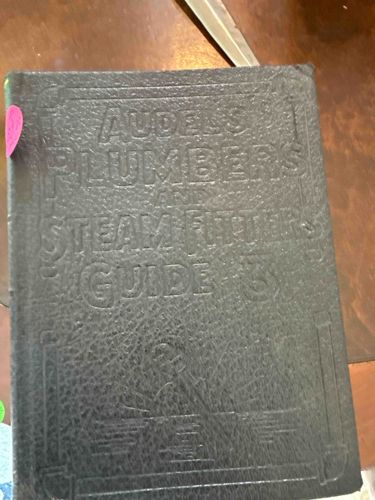 AUDELS
PLUMBERS
AND
STEAM FITTERS
GUIDE 3